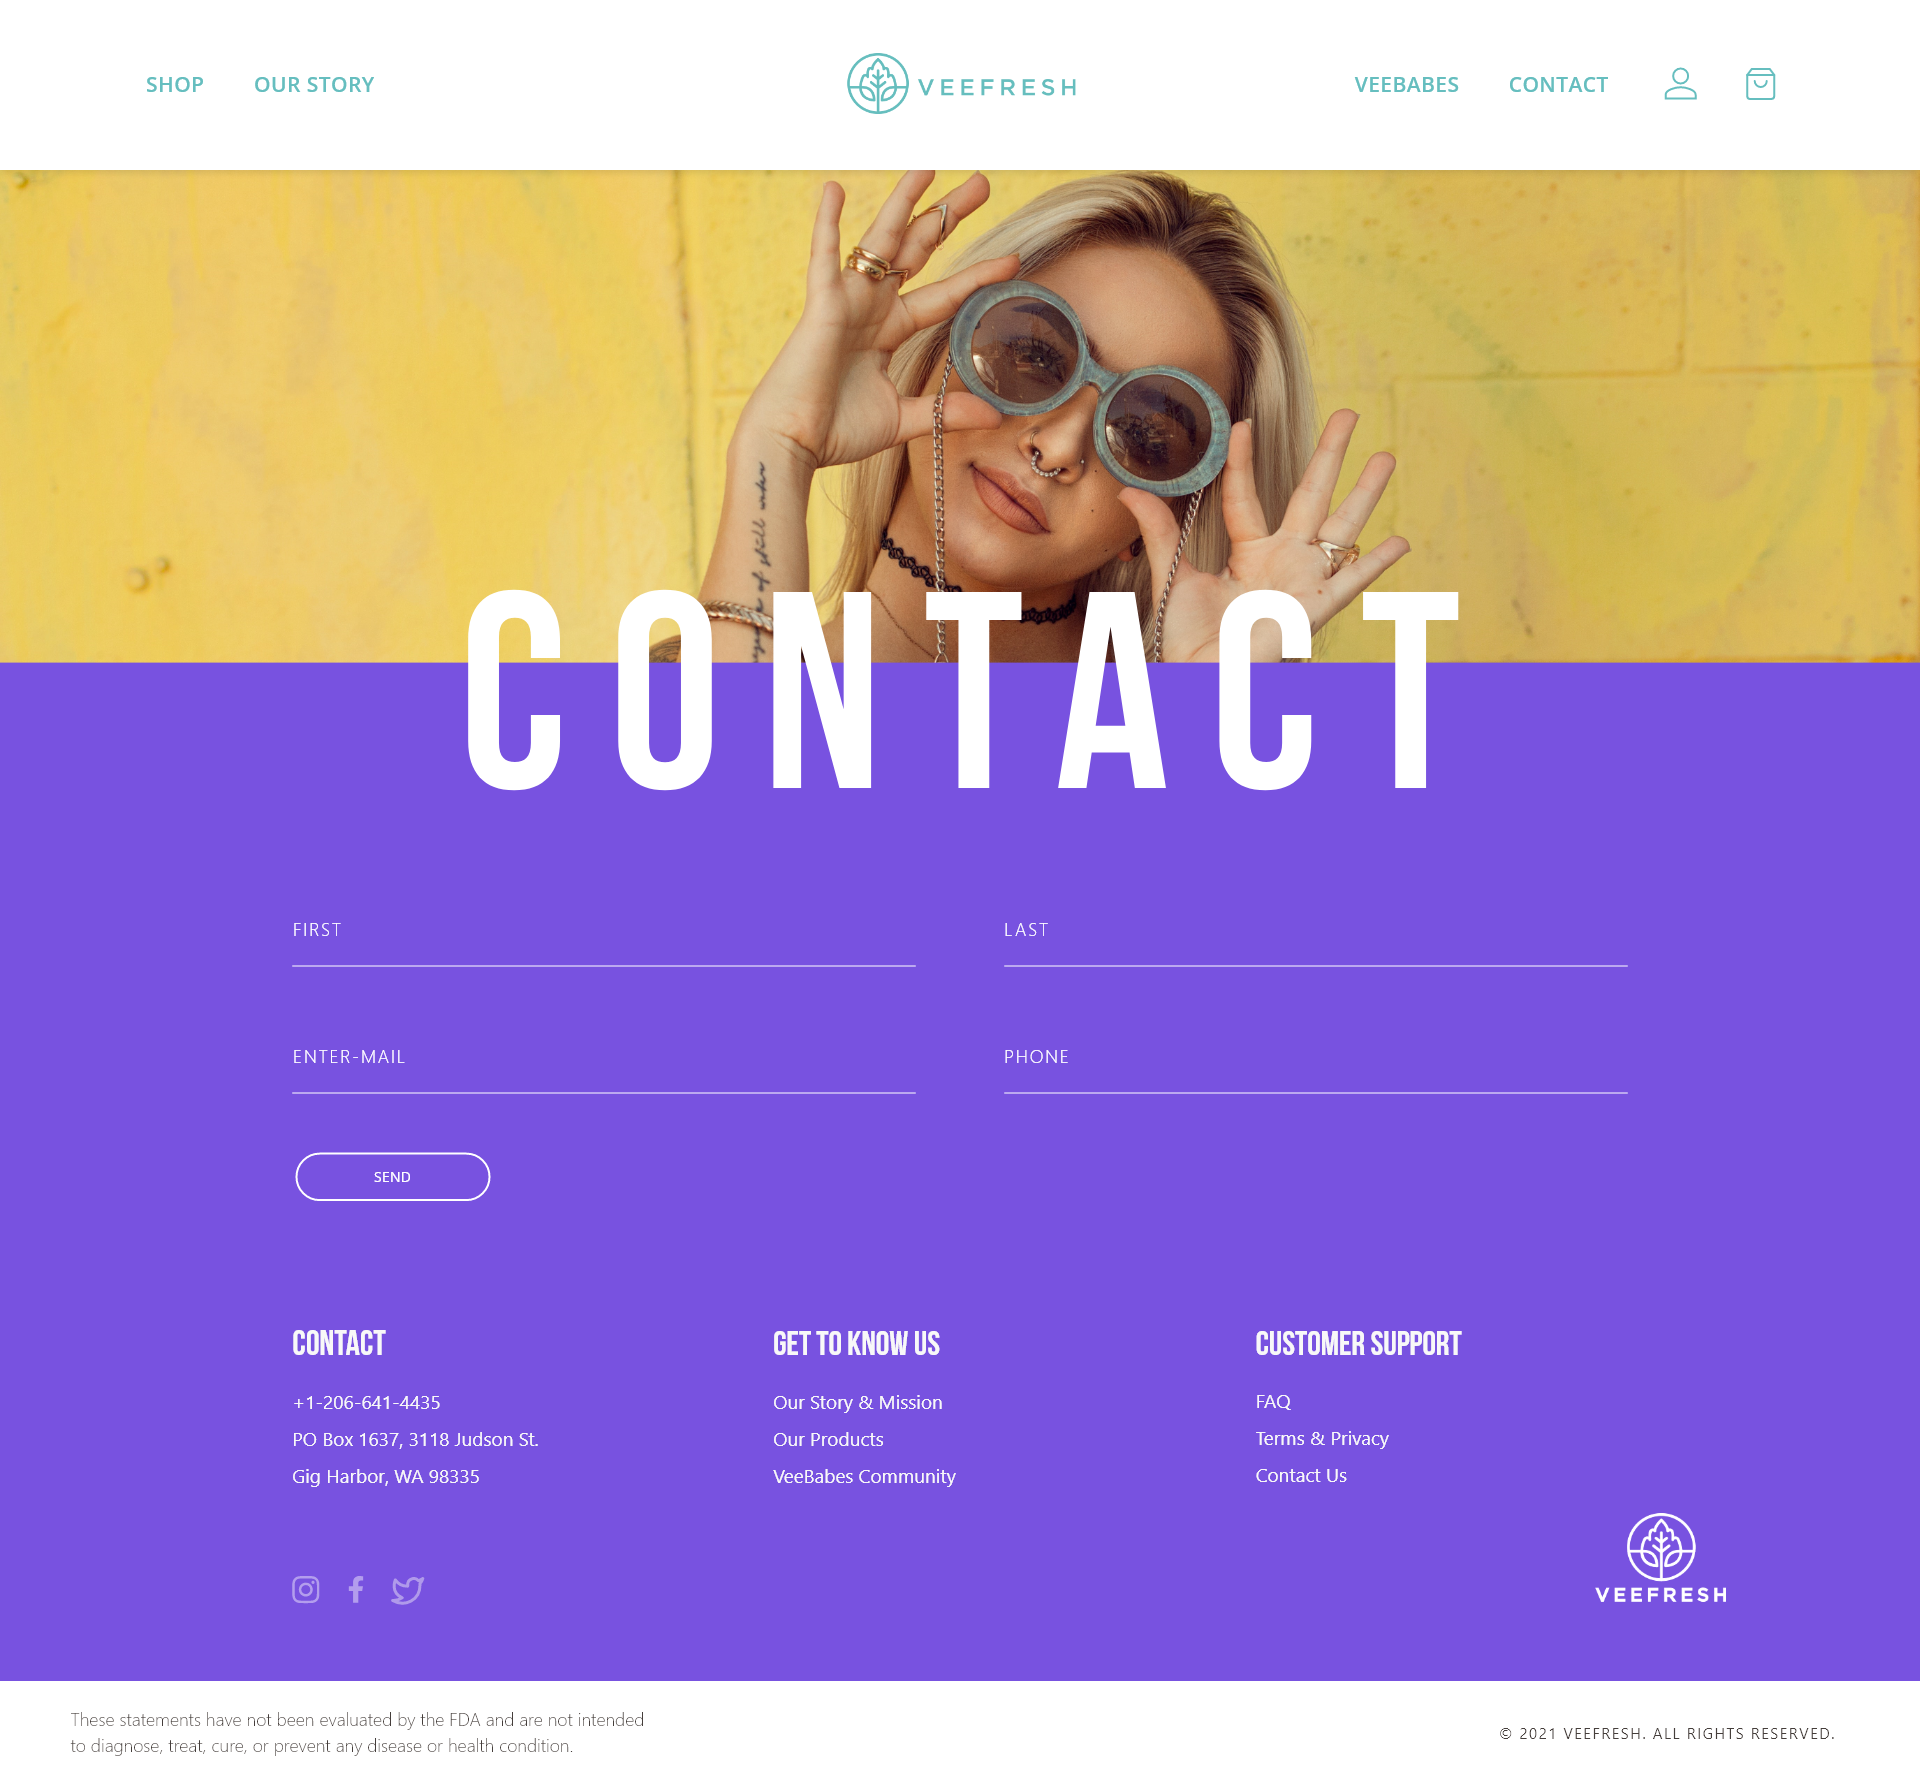 SHOP OUR STORY VEEFRESH VEEBABES CONTACT
of still water
CONTACT
FIRST LAST
ENTER-MAIL PHONE
SEND
CONTACT GET TO KNOW US CUSTOMER SUPPORT
+1-206-641-4435 Our Story & Mission FAQ
PO Box 1637, 3118 Judson St. Our Products Terms & Privacy
Gig Harbor, WA 98335 VeeBabes Community Contact Us
VEEFRESH
These statements have not been evaluated by the FDA and are not intended
to diagnose, treat, cure, or prevent any disease or health condition.
© 2021 VEEFRESH. ALL RIGHTS RESERVED.